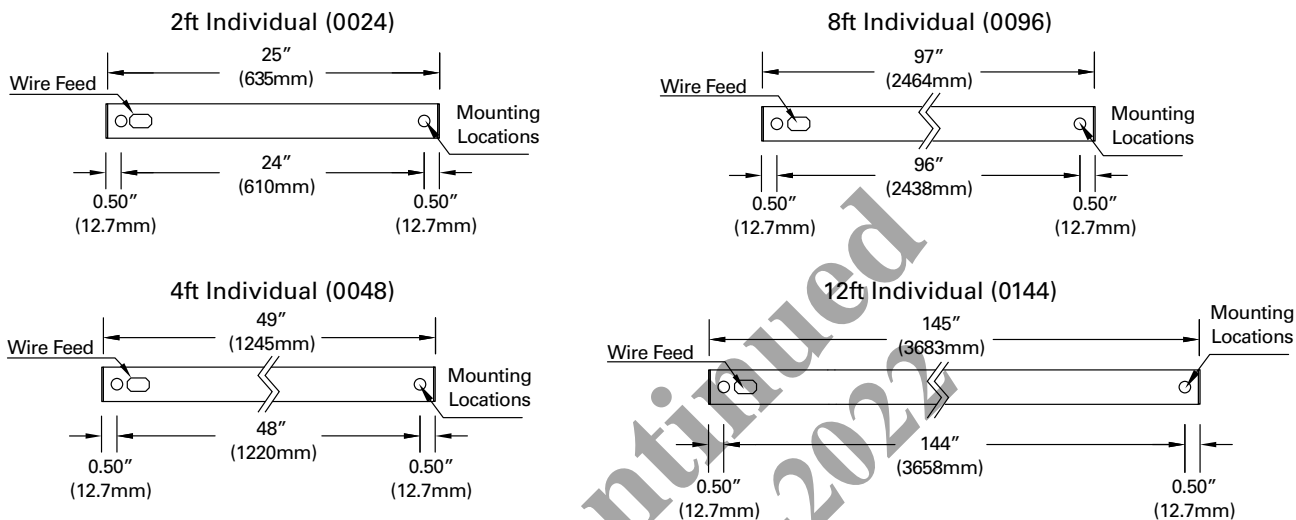 2ft Individual (0024)
25″
(635mm)
Wire Feed
Mounting
Locations
24″
(610mm)
0.50″
(12.7mm)
0.50″
(12.7mm)
8ft Individual (0096)
97″
(2464mm)
Wire Feed
Mounting
Locations
96″
(2438mm)
0.50″
(12.7mm)
0.50″
(12.7mm)
4ft Individual (0048)
49″
(1245mm)
Wire Feed
Mounting
Locations
48″
(1220mm)
0.50″
(12.7mm)
0.50″
(12.7mm)
12ft Individual (0144)
145″
(3683mm)
Wire Feed
Mounting
Locations
144″
(3658mm)
0.50″
(12.7mm)
0.50″
(12.7mm)
ntinued
2022